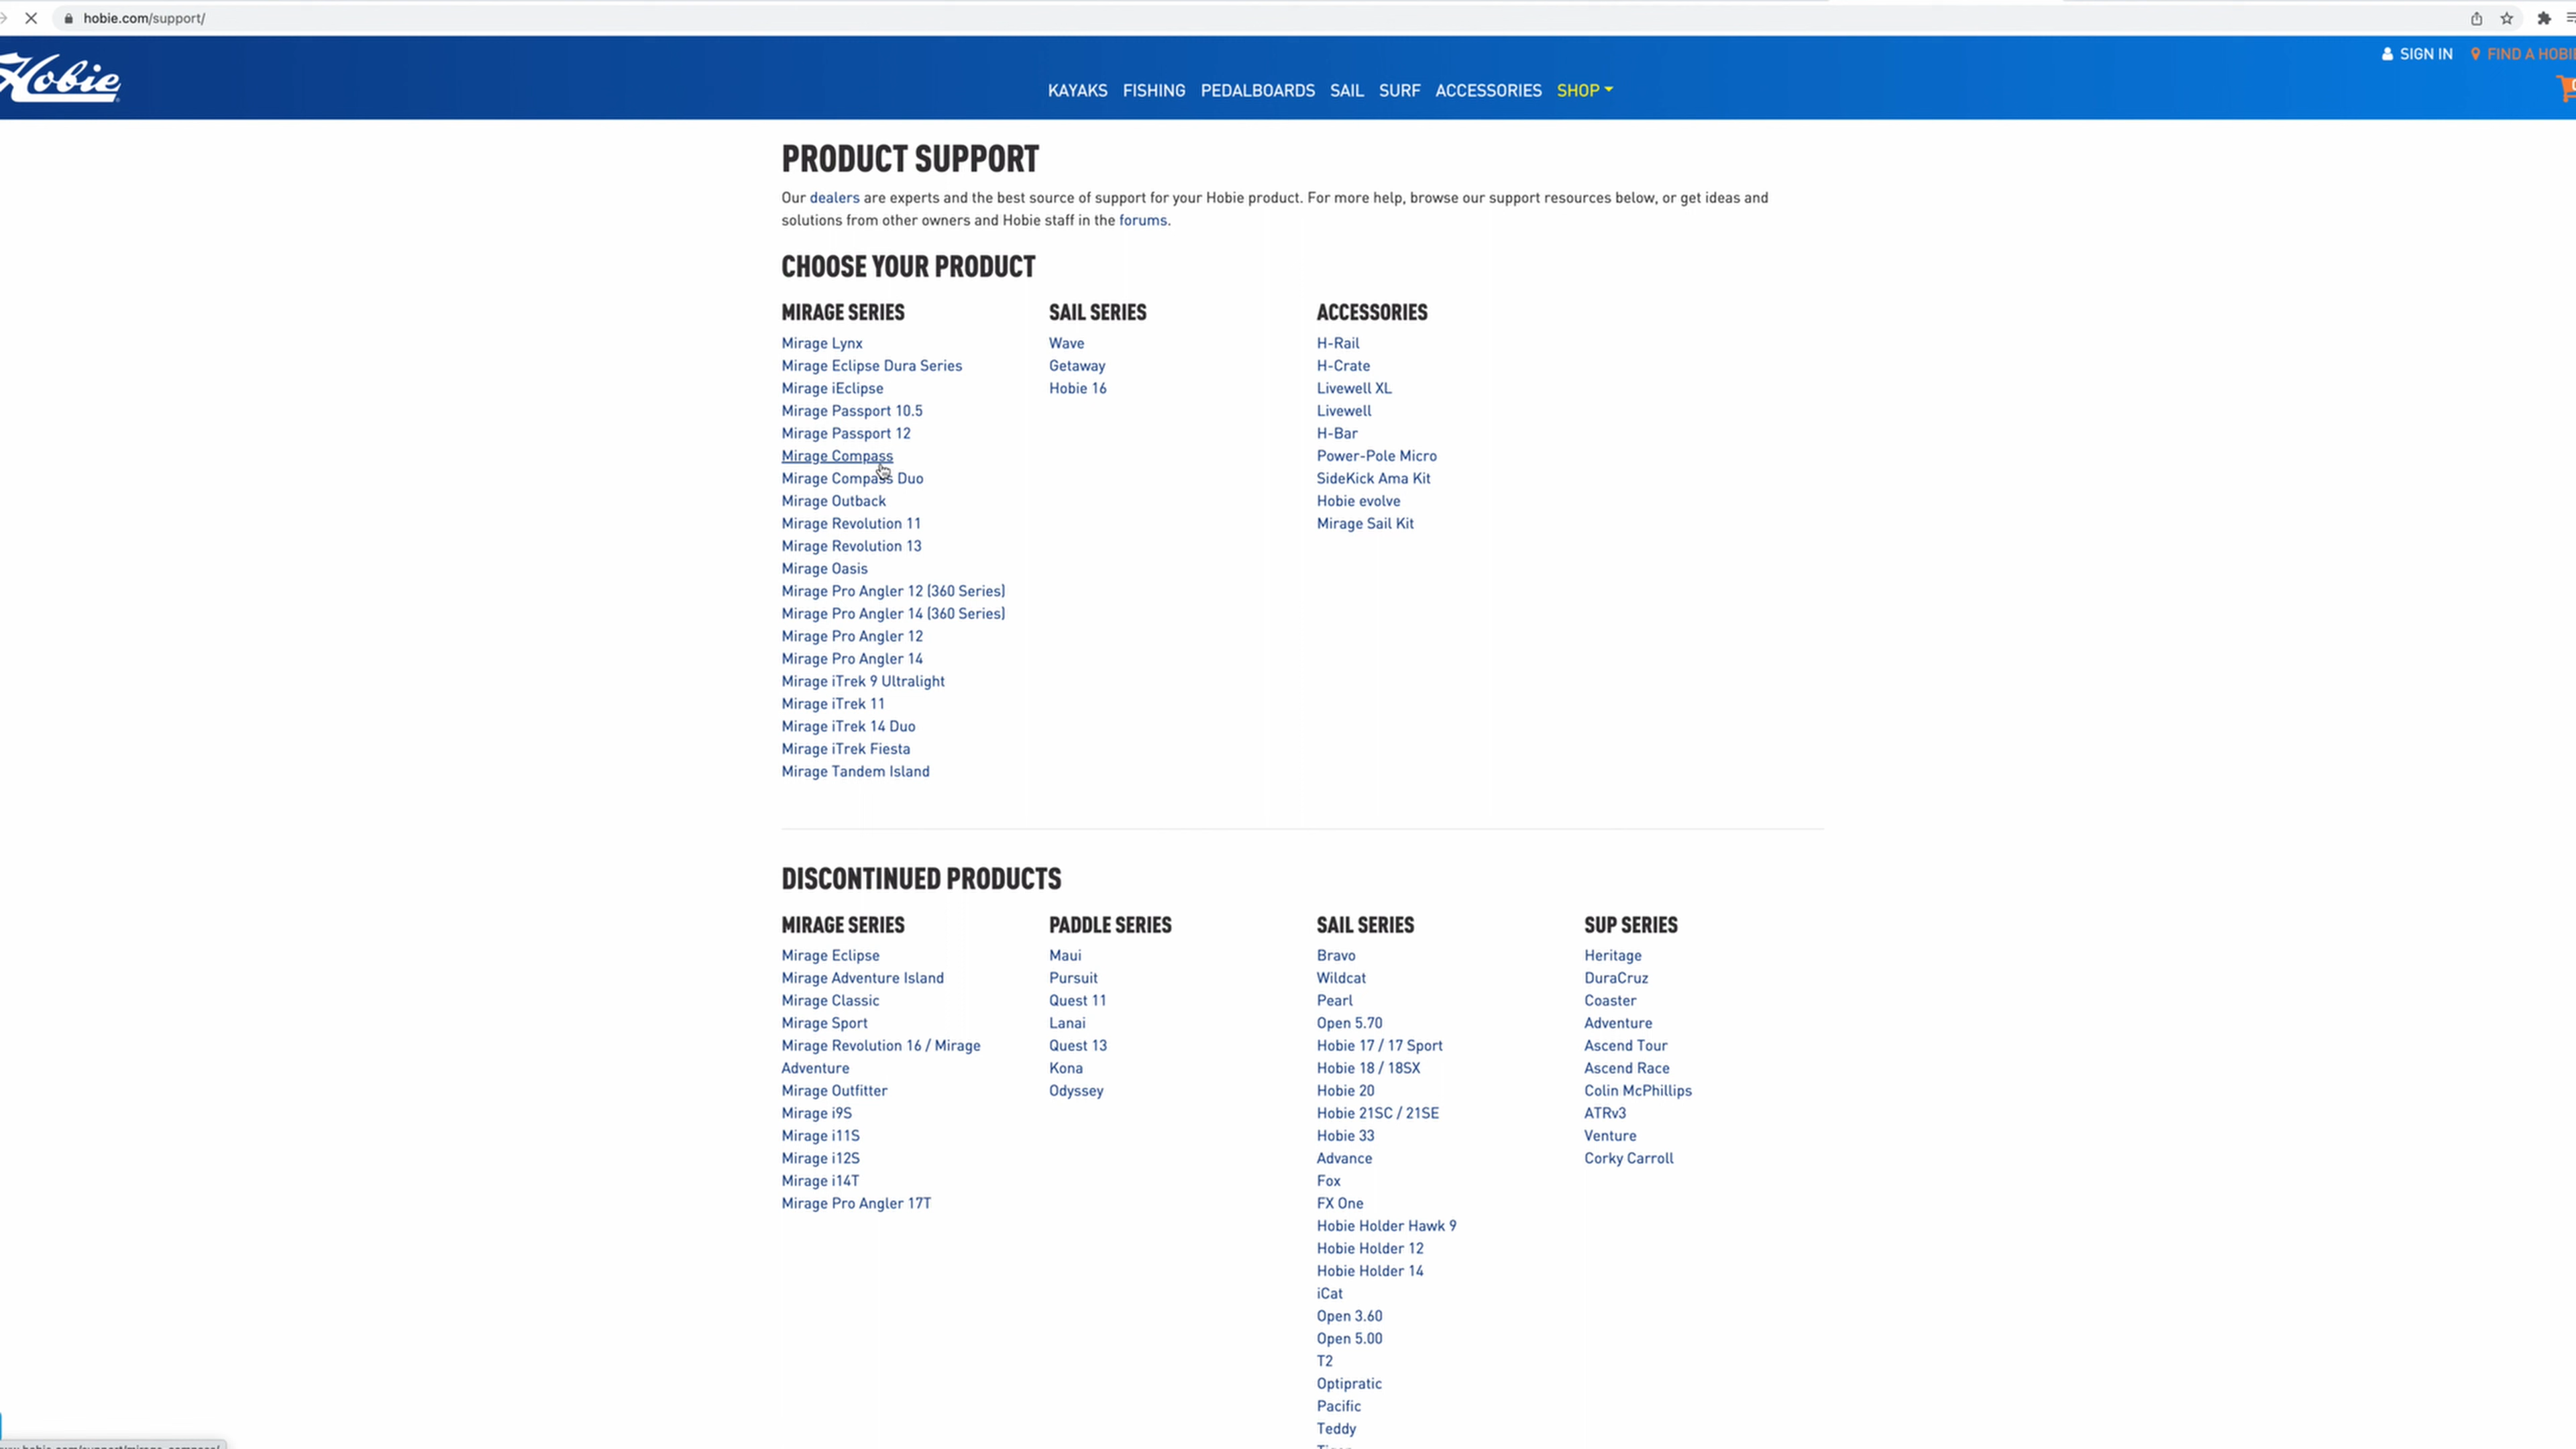 hobie.com/support/
Hobie
SIGN IN
FIND A HOBIE
KAYAKS FISHING PEDALBOARDS SAIL SURF ACCESSORIES SHOP
PRODUCT SUPPORT
Our dealers are experts and the best source of support for your Hobie product. For more help, browse our support resources below, or get ideas and
solutions from other owners and Hobie staff in the forums.
CHOOSE YOUR PRODUCT
MIRAGE SERIES
Mirage Lynx
Mirage Eclipse Dura Series
Mirage iEclipse
Mirage Passport 10.5
Mirage Passport 12
Mirage Compass
Mirage Compass Duo
Mirage Outback
Mirage Revolution 11
Mirage Revolution 13
Mirage Oasis
Mirage Pro Angler 12 (360 Series)
Mirage Pro Angler 14 (360 Series)
Mirage Pro Angler 12
Mirage Pro Angler 14
Mirage iTrek 9 Ultralight
Mirage iTrek 11
Mirage iTrek 14 Duo
Mirage iTrek Fiesta
Mirage Tandem Island
SAIL SERIES
Wave
Getaway
Hobie 16
ACCESSORIES
H-Rail
H-Crate
Livewell XL
Livewell
H-Bar
Power-Pole Micro
SideKick Ama Kit
Hobie evolve
Mirage Sail Kit
DISCONTINUED PRODUCTS
MIRAGE SERIES
Mirage Eclipse
Mirage Adventure Island
Mirage Classic
Mirage Sport
Mirage Revolution 16 / Mirage
Adventure
Mirage Outfitter
Mirage i9S
Mirage i11S
Mirage i12S
Mirage i14T
Mirage Pro Angler 17T
PADDLE SERIES
Maui
Pursuit
Quest 11
Lanai
Quest 13
Kona
Odyssey
SAIL SERIES
Bravo
Wildcat
Pearl
Open 5.70
Hobie 17 / 17 Sport
Hobie 18 / 18SX
Hobie 20
Hobie 21SC / 21SE
Hobie 33
Advance
Fox
FX One
Hobie Holder Hawk 9
Hobie Holder 12
Hobie Holder 14
iCat
Open 3.60
Open 5.00
T2
Optipratic
Pacific
Teddy
SUP SERIES
Heritage
DuraCruz
Coaster
Adventure
Ascend Tour
Ascend Race
Colin McPhillips
ATRv3
Venture
Corky Carroll